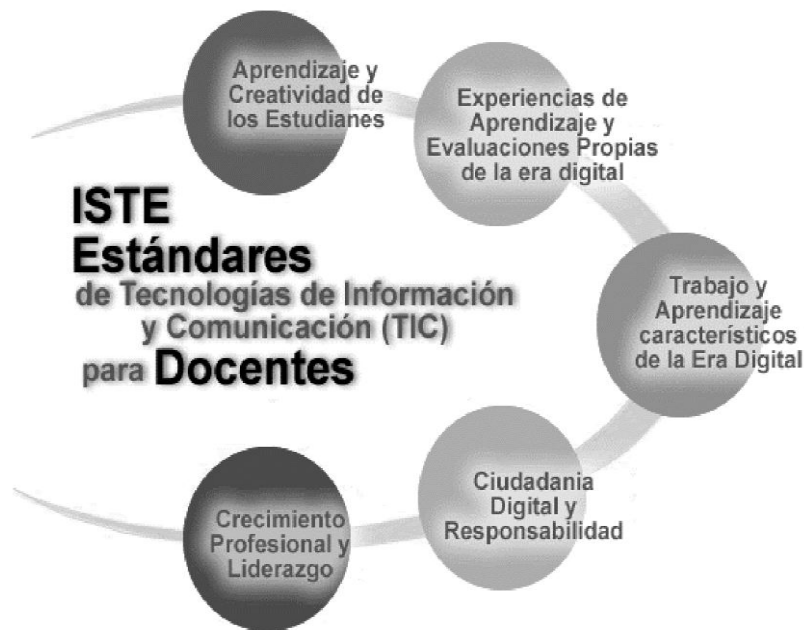 Aprendizaje y
Creatividad de
los Estudianes
Experiencias de
Aprendizaje y
Evaluaciones Propias
de la era digital
ISTE
Estándares
de Tecnologías de Información
y Comunicación (TIC)
para Docentes
Trabajo y
Aprendizaje
característicos
de la Era Digital
Ciudadania
Digital y
Responsabilidad
Crecimiento
Profesional y
Liderazgo